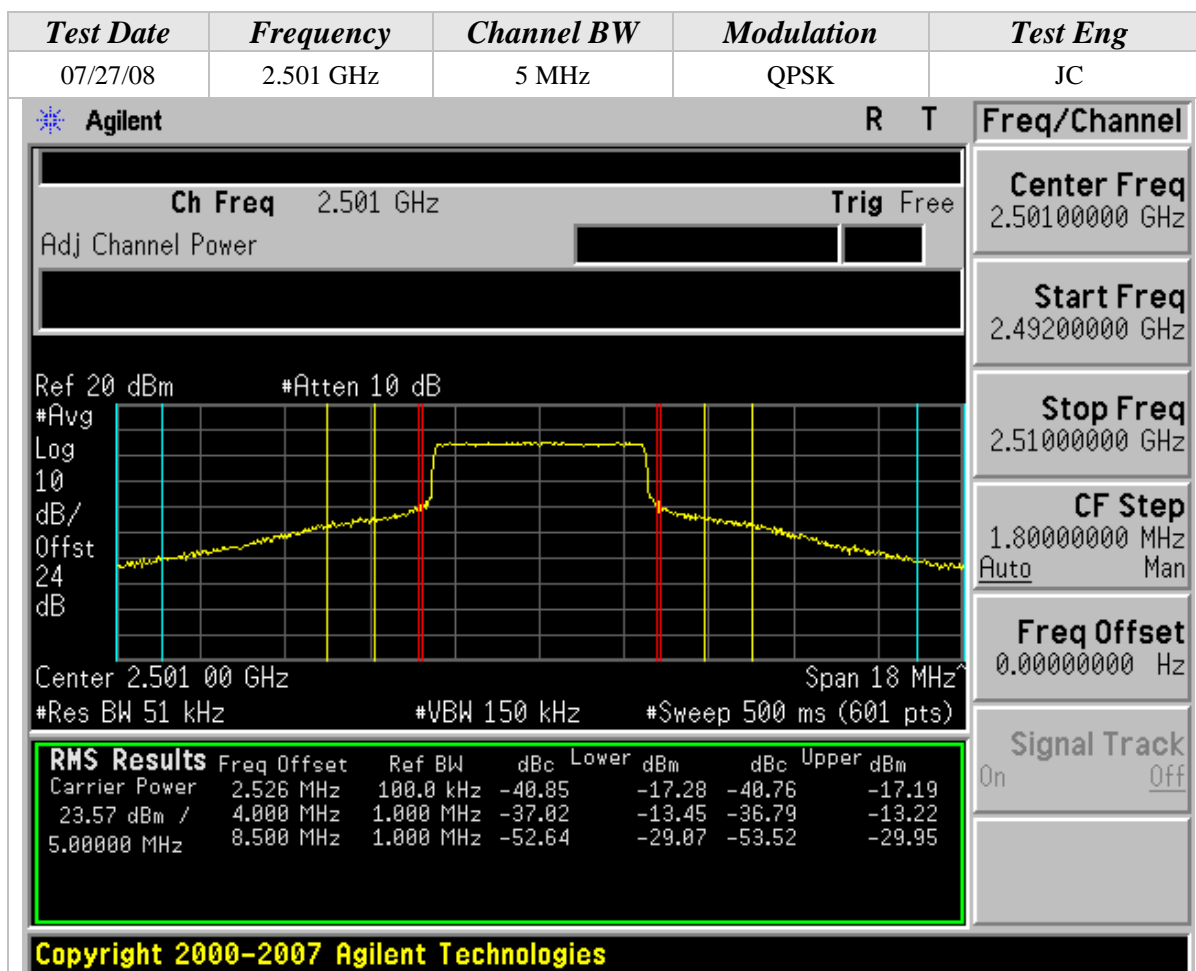 Test Date Frequency Channel BW Modulation Test Eng
07/27/08 2.501 GHz 5 MHz QPSK JC
Agilent R T Freq/Channel
Ch Freq 2.501 GHz Trig Free
Adj Channel Power
Center Freq
2.50100000 GHz
Start Freq
2.49200000 GHz
Stop Freq
2.51000000 GHz
CF Step
1.80000000 MHz
Auto Man
Freq Offset
0.00000000 Hz
Signal Track
On Off
Ref 20 dBm #Atten 10 dB
#Avg
Log
10
dB/
Offst
24
dB
Center 2.501 00 GHz Span 18 MHz^
#Res BW 51 kHz #VBW 150 kHz #Sweep 500 ms (601 pts)
RMS Results Freq Offset Ref BW dBc Lower dBm dBc Upper dBm
Carrier Power 2.526 MHz 100.0 kHz -40.85 -17.28 -40.76 -17.19
23.57 dBm / 4.000 MHz 1.000 MHz -37.02 -13.45 -36.79 -13.22
5.00000 MHz 8.500 MHz 1.000 MHz -52.64 -29.07 -53.52 -29.95
Copyright 2000-2007 Agilent Technologies